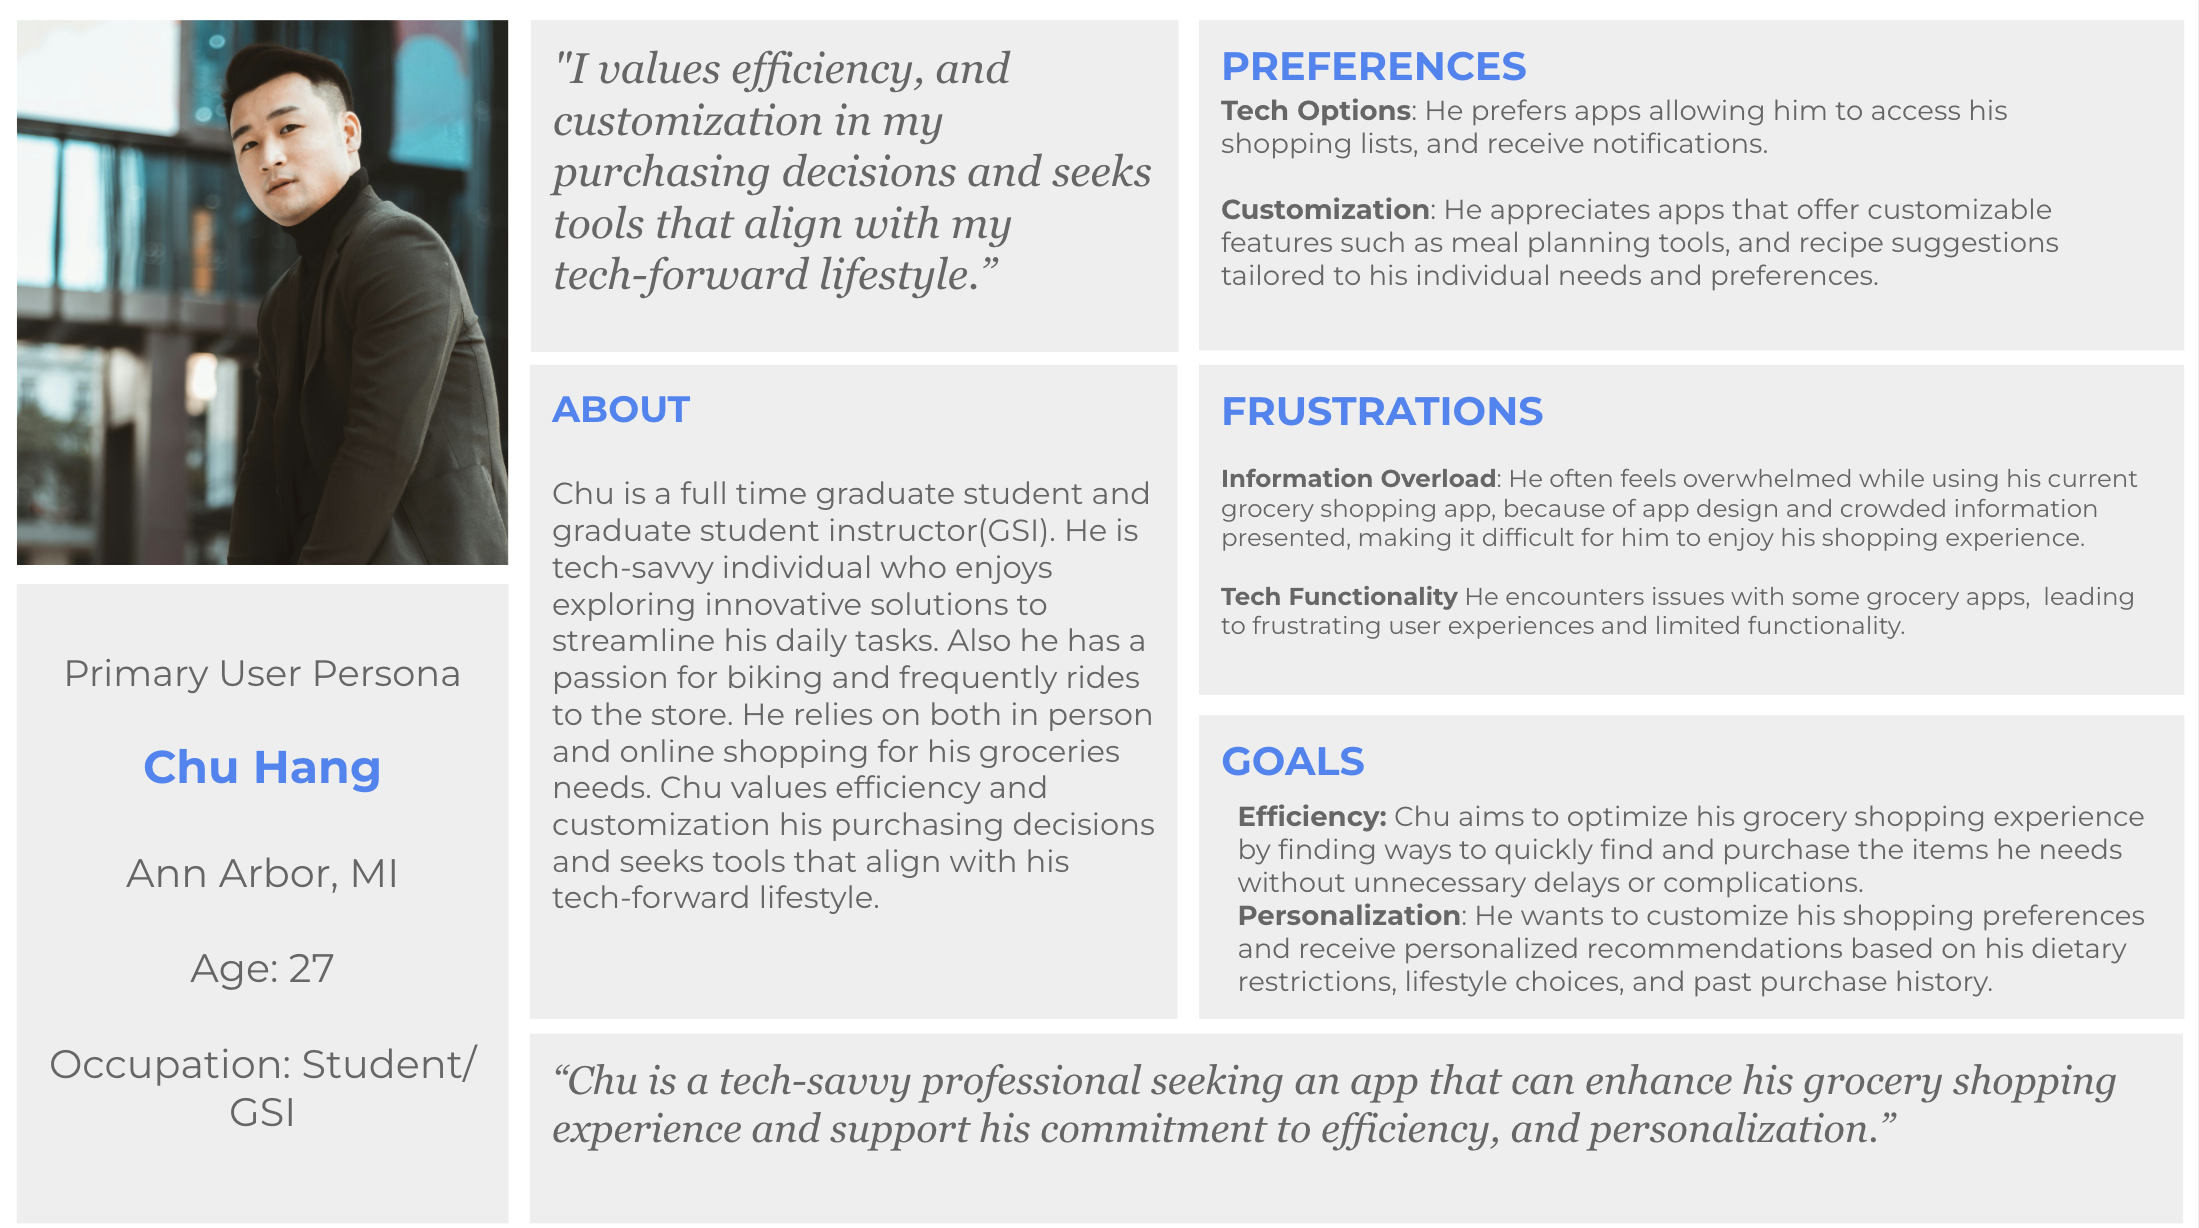 "I values efficiency, and
customization in my
purchasing decisions and seeks
tools that align with my
tech-forward lifestyle.”
PREFERENCES
Tech Options: He prefers apps allowing him to access his
shopping lists, and receive notifications.
Customization: He appreciates apps that offer customizable
features such as meal planning tools, and recipe suggestions
tailored to his individual needs and preferences.
ABOUT
Chu is a full time graduate student and
graduate student instructor(GSI). He is
tech-savvy individual who enjoys
exploring innovative solutions to
streamline his daily tasks. Also he has a
passion for biking and frequently rides
to the store. He relies on both in person
and online shopping for his groceries
needs. Chu values efficiency and
customization his purchasing decisions
and seeks tools that align with his
tech-forward lifestyle.
FRUSTRATIONS
Information Overload: He often feels overwhelmed while using his current
grocery shopping app, because of app design and crowded information
presented, making it difficult for him to enjoy his shopping experience.
Tech Functionality He encounters issues with some grocery apps,  leading
to frustrating user experiences and limited functionality.
Primary User Persona
Chu Hang
Ann Arbor, MI
Age: 27
Occupation: Student/
GSI
GOALS
Efficiency: Chu aims to optimize his grocery shopping experience
by finding ways to quickly find and purchase the items he needs
without unnecessary delays or complications.
Personalization: He wants to customize his shopping preferences
and receive personalized recommendations based on his dietary
restrictions, lifestyle choices, and past purchase history.
“Chu is a tech-savvy professional seeking an app that can enhance his grocery shopping
experience and support his commitment to efficiency, and personalization.”